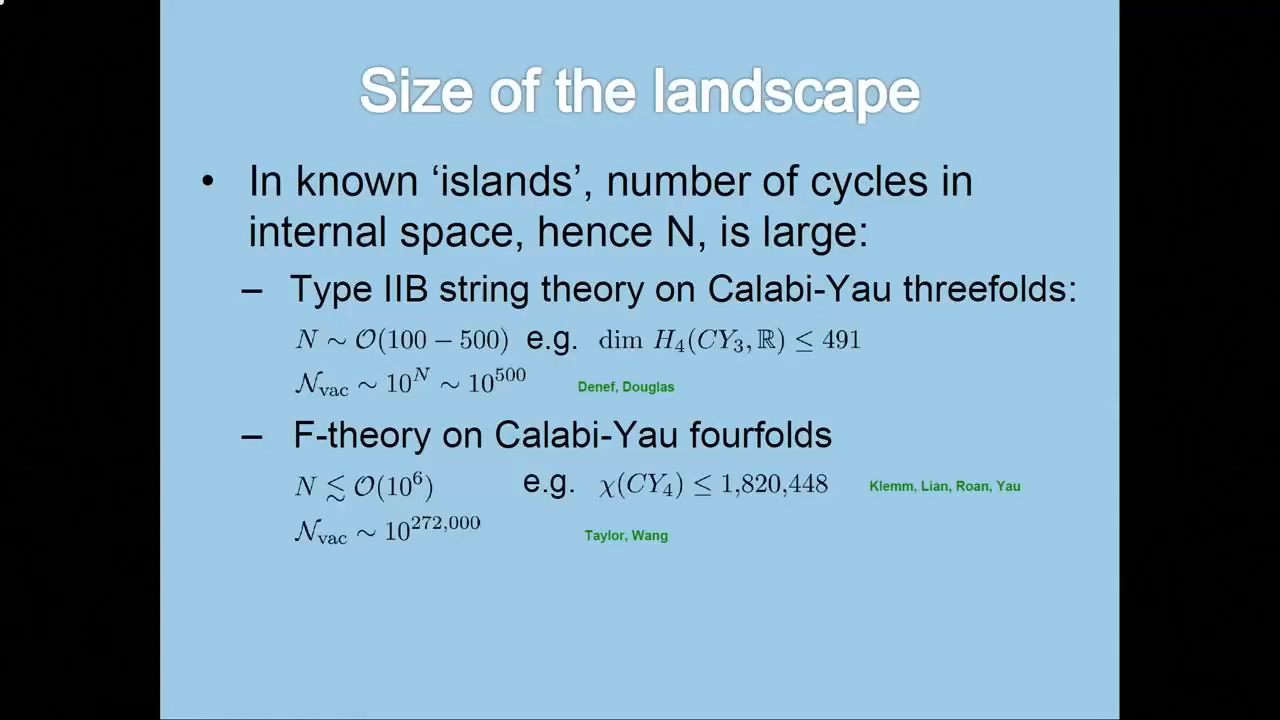 Size of the landscape
• In known ‘islands’, number of cycles in
internal space, hence N, is large:
– Type IIB string theory on Calabi-Yau threefolds:
N ∼ 𝒪(100 − 500) e.g. dim H₄(CY₃, ℝ) ≤ 491
𝒩_vac ∼ 10^N ∼ 10^500 Denef, Douglas
– F-theory on Calabi-Yau fourfolds
N ≲ 𝒪(10^6) e.g. χ(CY₄) ≤ 1,820,448 Klemm, Lian, Roan, Yau
𝒩_vac ∼ 10^272,000 Taylor, Wang